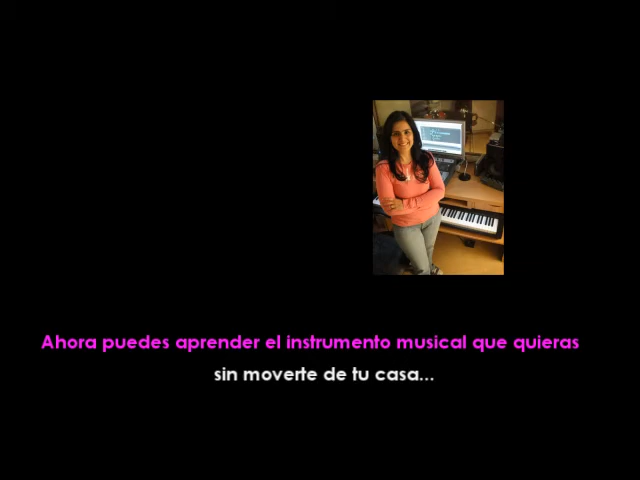 Ahora puedes aprender el instrumento musical que quieras
sin moverte de tu casa...